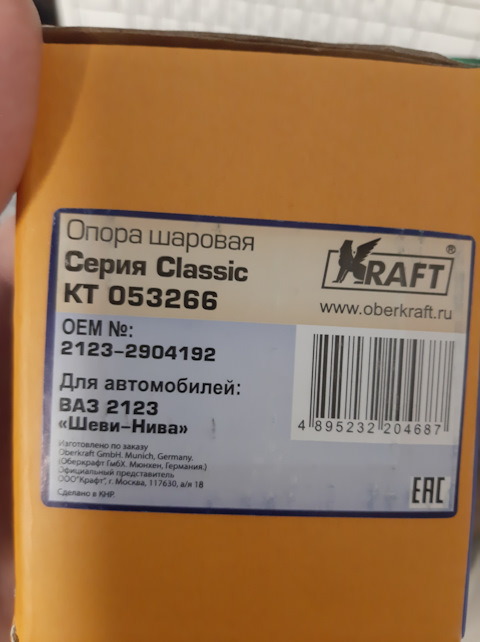 Опора шаровая
Серия Classic
КТ 053266
KRAFT®
www.oberkraft.ru
OEM №:
2123-2904192
Для автомобилей:
ВАЗ 2123
«Шеви-Нива»
4 895232 204687
Изготовлено по заказу
Oberkraft GmbH. Munich, Germany.
(Оберкрафт ГмбХ. Мюнхен, Германия.)
Официальный представитель
ООО"Крафт", г. Москва, 117630, а/я 18
Сделано в КНР.
EAC